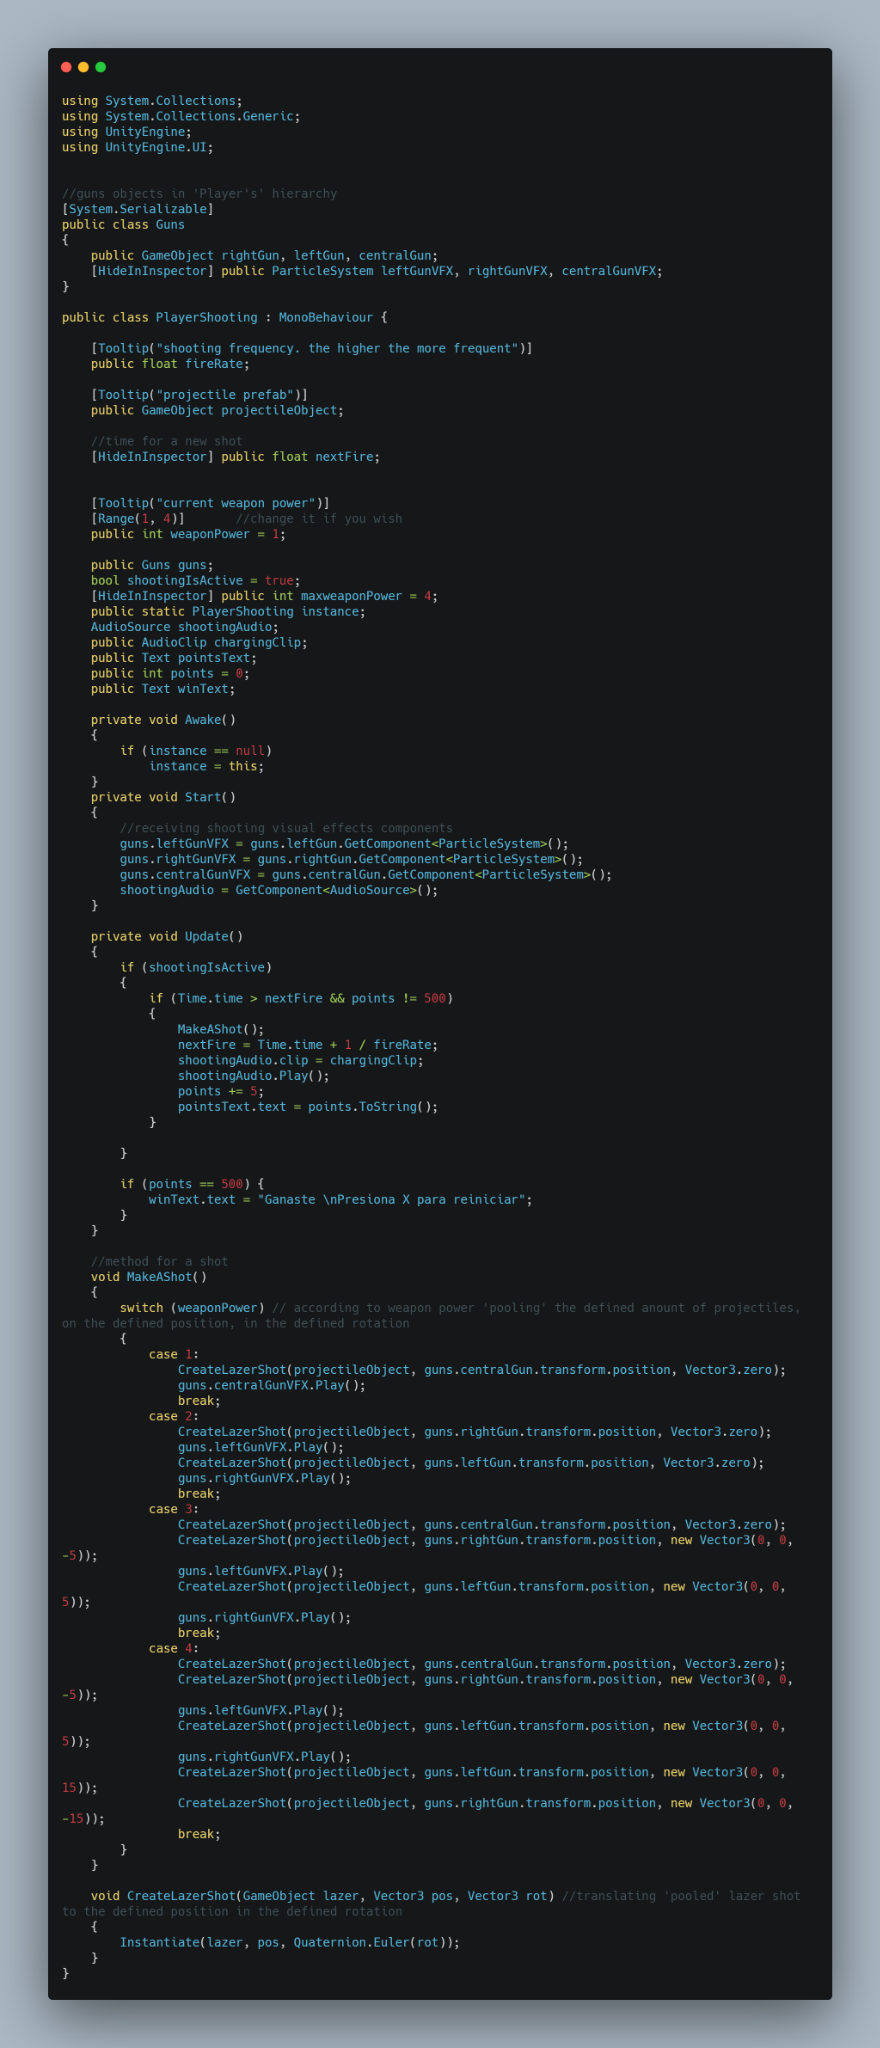 using System.Collections;
using System.Collections.Generic;
using UnityEngine;
using UnityEngine.UI;
//guns objects in 'Player's' hierarchy
[System.Serializable]
public class Guns
{
    public GameObject rightGun, leftGun, centralGun;
    [HideInInspector] public ParticleSystem leftGunVFX, rightGunVFX, centralGunVFX;
}
public class PlayerShooting : MonoBehaviour {
    [Tooltip("shooting frequency. the higher the more frequent")]
    public float fireRate;
    [Tooltip("projectile prefab")]
    public GameObject projectileObject;
    //time for a new shot
    [HideInInspector] public float nextFire;
    [Tooltip("current weapon power")]
    [Range(1, 4)]       //change it if you wish
    public int weaponPower = 1;
    public Guns guns;
    bool shootingIsActive = true;
    [HideInInspector] public int maxweaponPower = 4;
    public static PlayerShooting instance;
    AudioSource shootingAudio;
    public AudioClip chargingClip;
    public Text pointsText;
    public int points = 0;
    public Text winText;
    private void Awake()
    {
        if (instance == null)
            instance = this;
    }
    private void Start()
    {
        //receiving shooting visual effects components
        guns.leftGunVFX = guns.leftGun.GetComponent<ParticleSystem>();
        guns.rightGunVFX = guns.rightGun.GetComponent<ParticleSystem>();
        guns.centralGunVFX = guns.centralGun.GetComponent<ParticleSystem>();
        shootingAudio = GetComponent<AudioSource>();
    }
    private void Update()
    {
        if (shootingIsActive)
        {
            if (Time.time > nextFire && points != 500)
            {
                MakeAShot();
                nextFire = Time.time + 1 / fireRate;
                shootingAudio.clip = chargingClip;
                shootingAudio.Play();
                points += 5;
                pointsText.text = points.ToString();
            }
        }
        if (points == 500) {
            winText.text = "Ganaste \nPresiona X para reiniciar";
        }
    }
    //method for a shot
    void MakeAShot()
    {
        switch (weaponPower) // according to weapon power 'pooling' the defined anount of projectiles,
on the defined position, in the defined rotation
        {
            case 1:
                CreateLazerShot(projectileObject, guns.centralGun.transform.position, Vector3.zero);
                guns.centralGunVFX.Play();
                break;
            case 2:
                CreateLazerShot(projectileObject, guns.rightGun.transform.position, Vector3.zero);
                guns.leftGunVFX.Play();
                CreateLazerShot(projectileObject, guns.leftGun.transform.position, Vector3.zero);
                guns.rightGunVFX.Play();
                break;
            case 3:
                CreateLazerShot(projectileObject, guns.centralGun.transform.position, Vector3.zero);
                CreateLazerShot(projectileObject, guns.rightGun.transform.position, new Vector3(0, 0,
-5));
                guns.leftGunVFX.Play();
                CreateLazerShot(projectileObject, guns.leftGun.transform.position, new Vector3(0, 0,
5));
                guns.rightGunVFX.Play();
                break;
            case 4:
                CreateLazerShot(projectileObject, guns.centralGun.transform.position, Vector3.zero);
                CreateLazerShot(projectileObject, guns.rightGun.transform.position, new Vector3(0, 0,
-5));
                guns.leftGunVFX.Play();
                CreateLazerShot(projectileObject, guns.leftGun.transform.position, new Vector3(0, 0,
5));
                guns.rightGunVFX.Play();
                CreateLazerShot(projectileObject, guns.leftGun.transform.position, new Vector3(0, 0,
15));
                CreateLazerShot(projectileObject, guns.rightGun.transform.position, new Vector3(0, 0,
-15));
                break;
        }
    }
    void CreateLazerShot(GameObject lazer, Vector3 pos, Vector3 rot) //translating 'pooled' lazer shot
to the defined position in the defined rotation
    {
        Instantiate(lazer, pos, Quaternion.Euler(rot));
    }
}